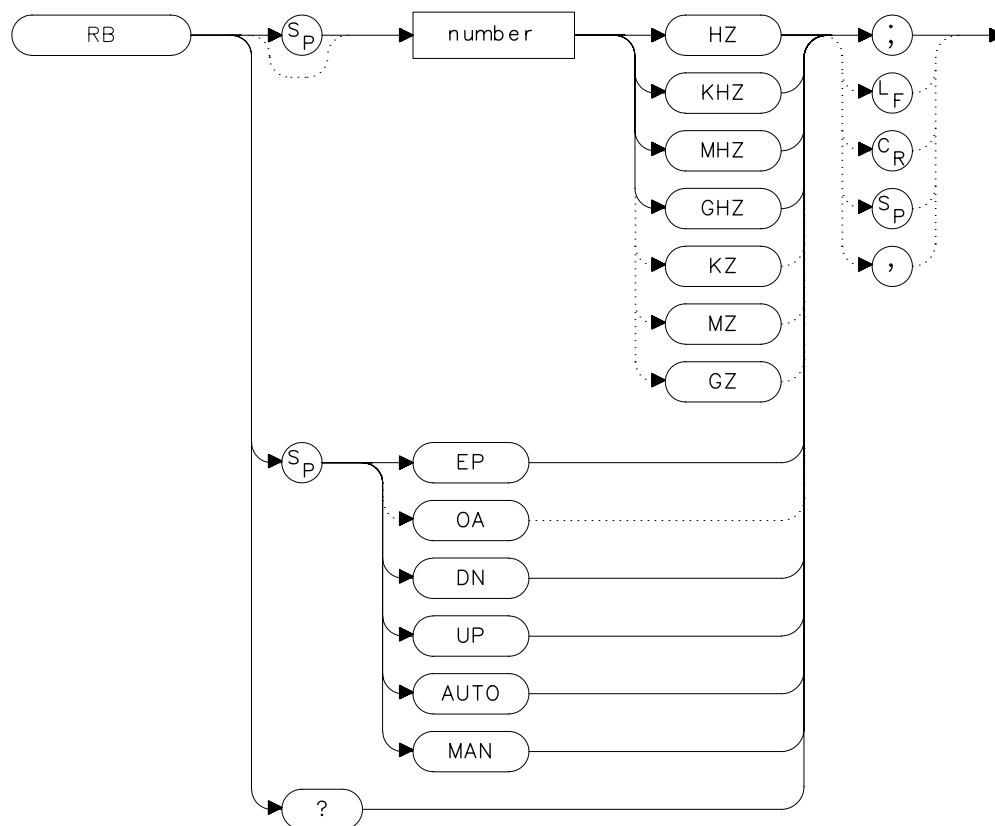 RB SP number HZ ;
KHZ LF
MHZ CR
GHZ SP
KZ ,
MZ
GZ
SP EP
OA
DN
UP
AUTO
MAN
?